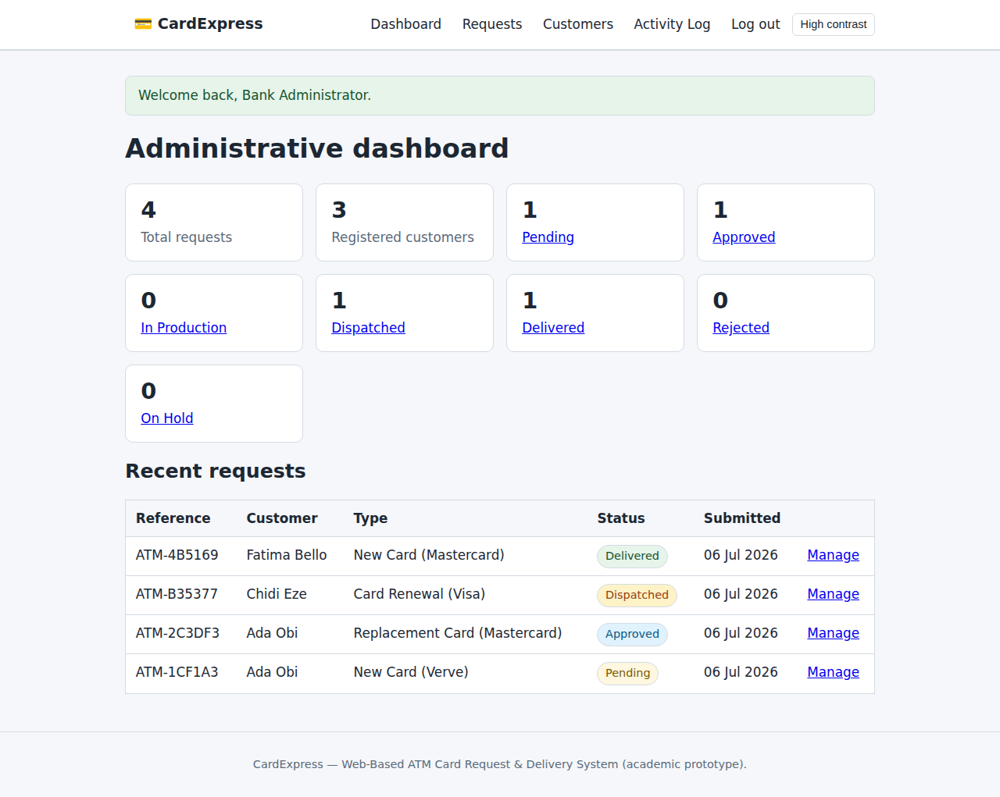 💳 CardExpress Dashboard Requests Customers Activity Log Log out High contrast
Welcome back, Bank Administrator.
Administrative dashboard
4 3 1 1
Total requests Registered customers Pending Approved
0 1 1 0
In Production Dispatched Delivered Rejected
0
On Hold
Recent requests
Reference Customer Type Status Submitted
ATM-4B5169 Fatima Bello New Card (Mastercard) Delivered 06 Jul 2026 Manage
ATM-B35377 Chidi Eze Card Renewal (Visa) Dispatched 06 Jul 2026 Manage
ATM-2C3DF3 Ada Obi Replacement Card (Mastercard) Approved 06 Jul 2026 Manage
ATM-1CF1A3 Ada Obi New Card (Verve) Pending 06 Jul 2026 Manage
CardExpress — Web-Based ATM Card Request & Delivery System (academic prototype).